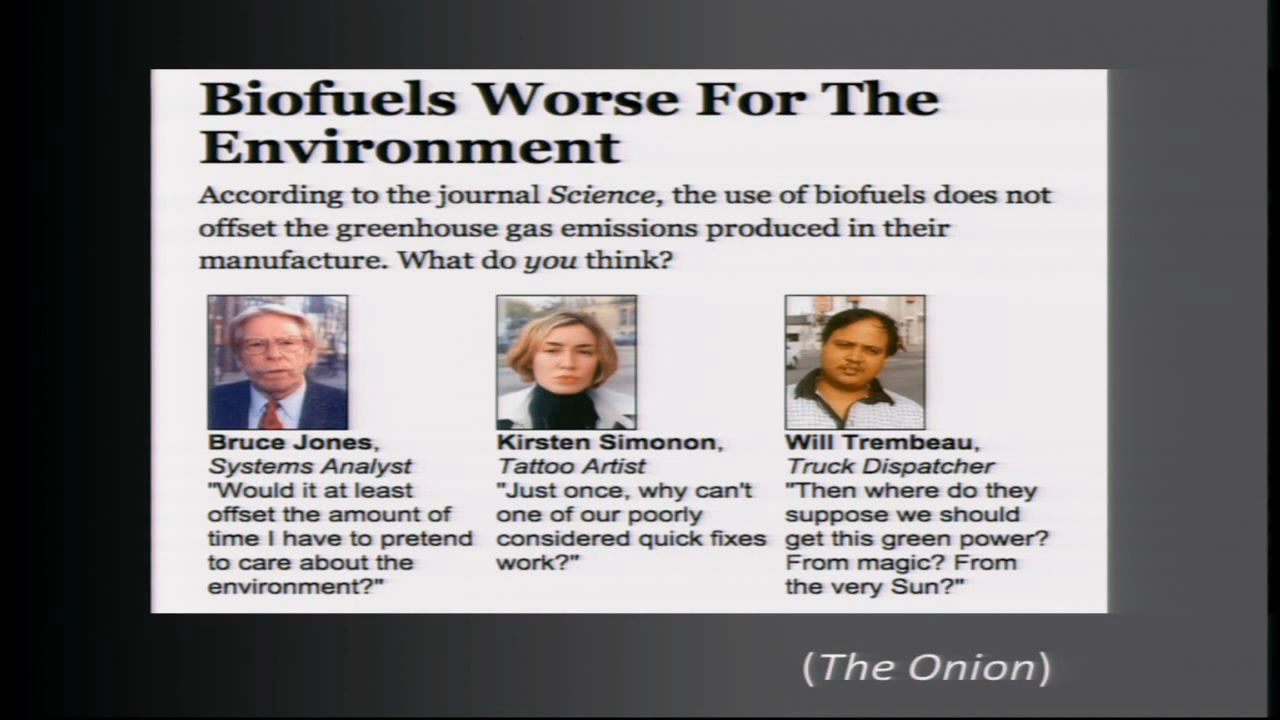 Biofuels Worse For The
Environment
According to the journal Science, the use of biofuels does not
offset the greenhouse gas emissions produced in their
manufacture. What do you think?
Bruce Jones,
Systems Analyst
"Would it at least
offset the amount of
time I have to pretend
to care about the
environment?"
Kirsten Simonon,
Tattoo Artist
"Just once, why can't
one of our poorly
considered quick fixes
work?"
Will Trembeau,
Truck Dispatcher
"Then where do they
suppose we should
get this green power?
From magic? From
the very Sun?"
(The Onion)